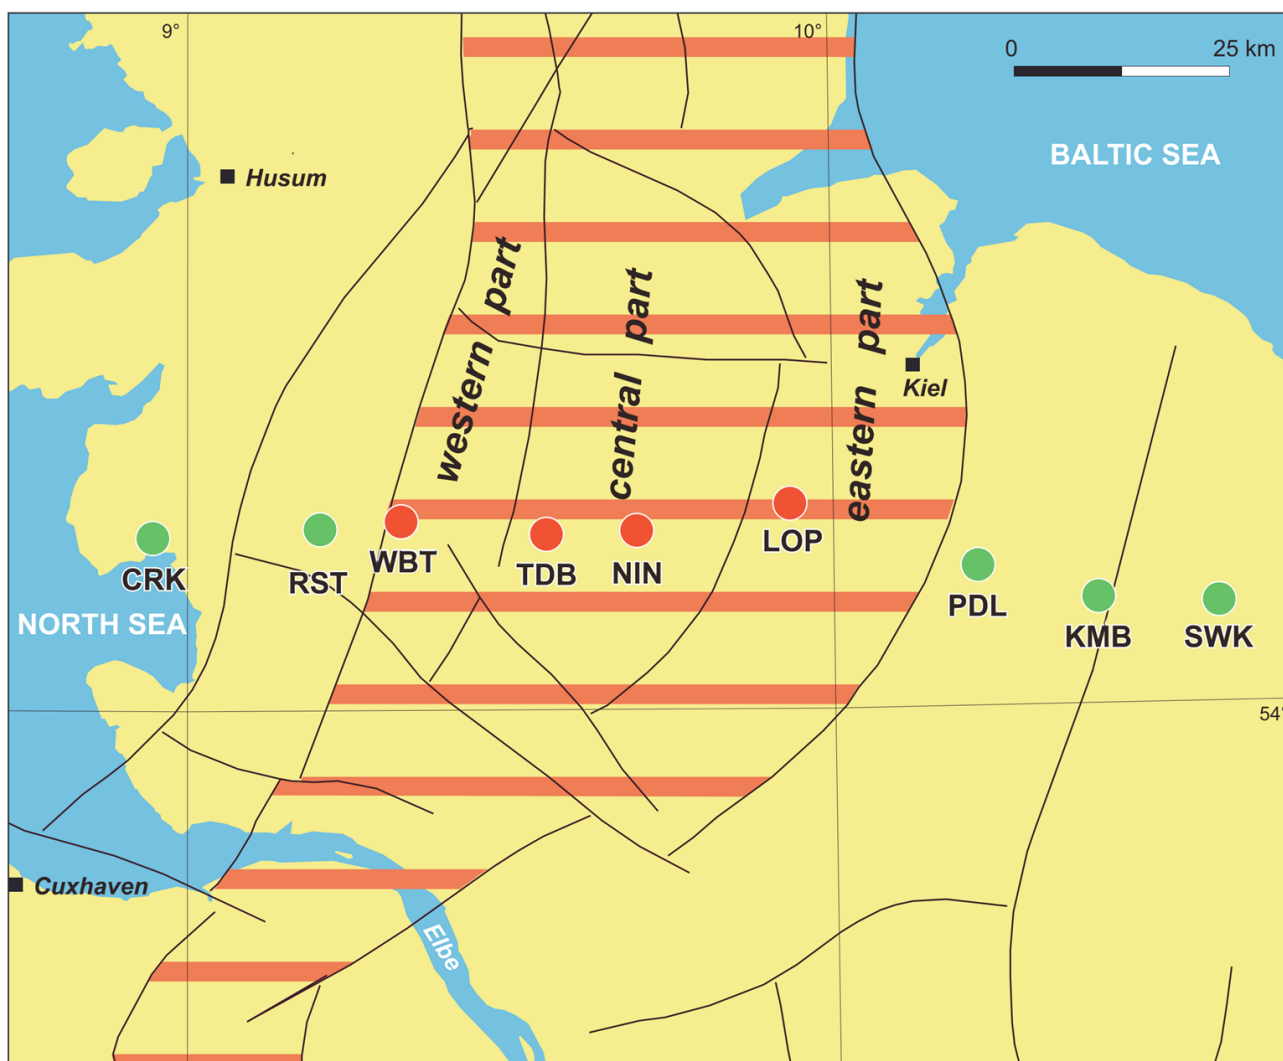 9°
10°
0 25 km
BALTIC SEA
Husum
western part
central part
eastern part
Kiel
CRK
RST
WBT
TDB
NIN
LOP
PDL
KMB
SWK
NORTH SEA
54°
Cuxhaven
Elbe